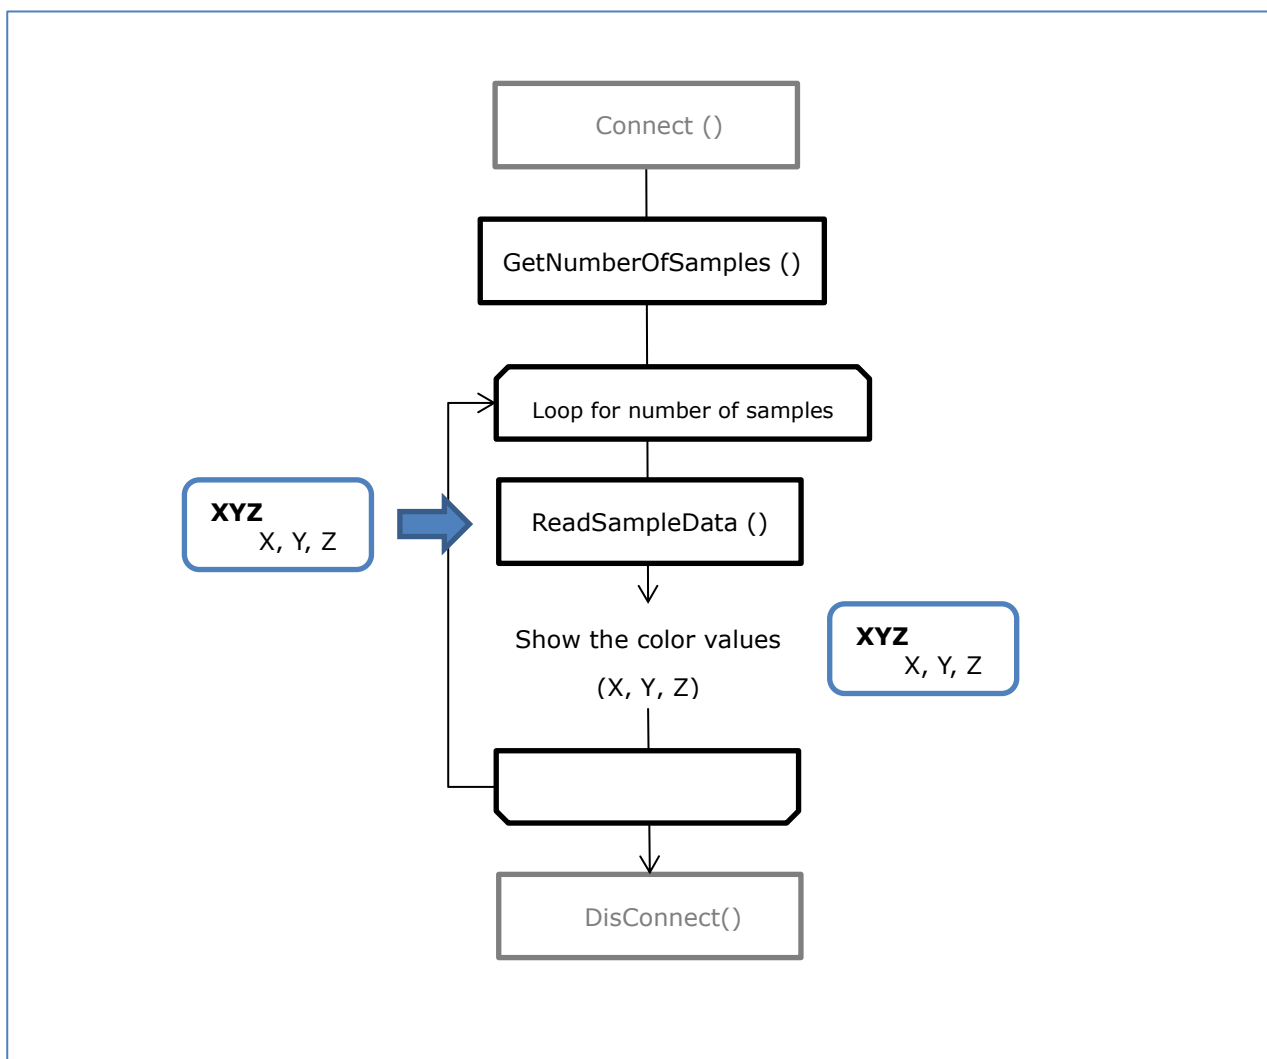 Connect ()
GetNumberOfSamples ()
Loop for number of samples
XYZ
X, Y, Z
ReadSampleData ()
Show the color values
(X, Y, Z)
XYZ
X, Y, Z
DisConnect()